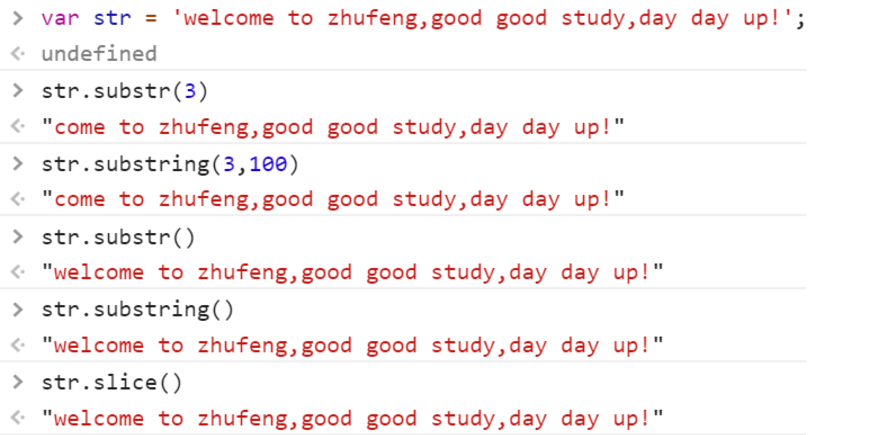 > var str = 'welcome to zhufeng,good good study,day day up!';
undefined
> str.substr(3)
"come to zhufeng,good good study,day day up!"
> str.substring(3,100)
"come to zhufeng,good good study,day day up!"
> str.substr()
"welcome to zhufeng,good good study,day day up!"
> str.substring()
"welcome to zhufeng,good good study,day day up!"
> str.slice()
"welcome to zhufeng,good good study,day day up!"